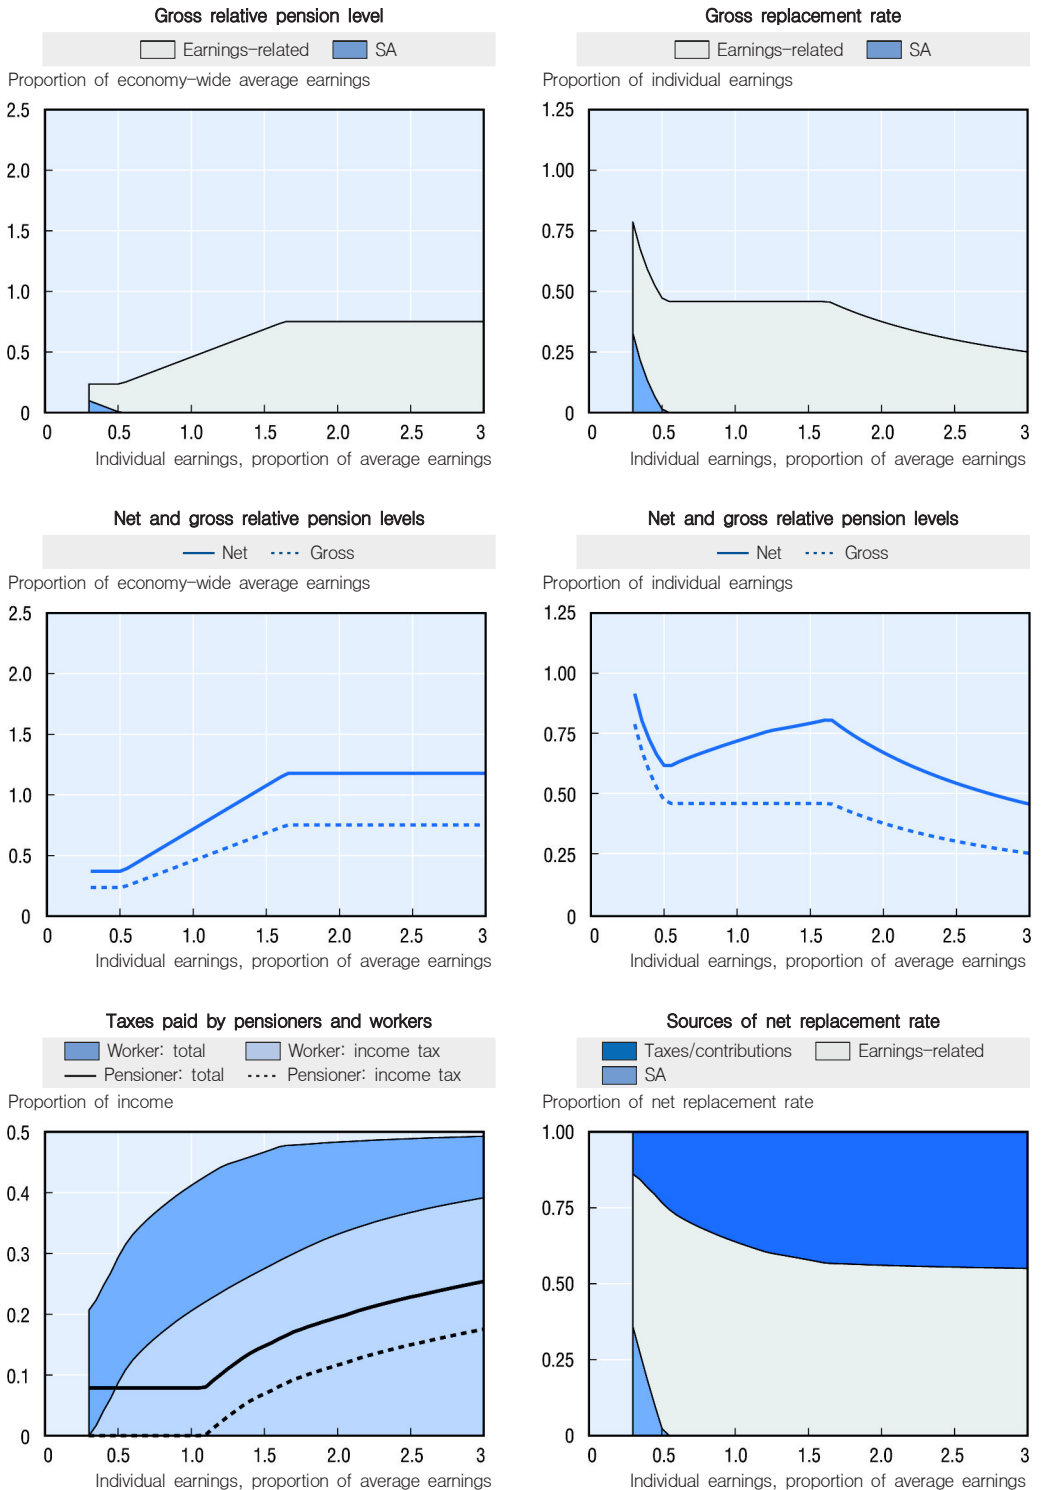 Gross relative pension level
Earnings-related SA
Proportion of economy-wide average earnings
2.5
2.0
1.5
1.0
0.5
0
0 0.5 1.0 1.5 2.0 2.5 3
Individual earnings, proportion of average earnings
Gross replacement rate
Earnings-related SA
Proportion of individual earnings
1.25
1.00
0.75
0.50
0.25
0
0 0.5 1.0 1.5 2.0 2.5 3
Individual earnings, proportion of average earnings
Net and gross relative pension levels
Net Gross
Proportion of economy-wide average earnings
2.5
2.0
1.5
1.0
0.5
0
0 0.5 1.0 1.5 2.0 2.5 3
Individual earnings, proportion of average earnings
Net and gross relative pension levels
Net Gross
Proportion of individual earnings
1.25
1.00
0.75
0.50
0.25
0
0 0.5 1.0 1.5 2.0 2.5 3
Individual earnings, proportion of average earnings
Taxes paid by pensioners and workers
Worker: total Worker: income tax
Pensioner: total Pensioner: income tax
Proportion of income
0.5
0.4
0.3
0.2
0.1
0
0 0.5 1.0 1.5 2.0 2.5 3
Individual earnings, proportion of average earnings
Sources of net replacement rate
Taxes/contributions Earnings-related
SA
Proportion of net replacement rate
1.00
0.75
0.50
0.25
0
0 0.5 1.0 1.5 2.0 2.5 3
Individual earnings, proportion of average earnings